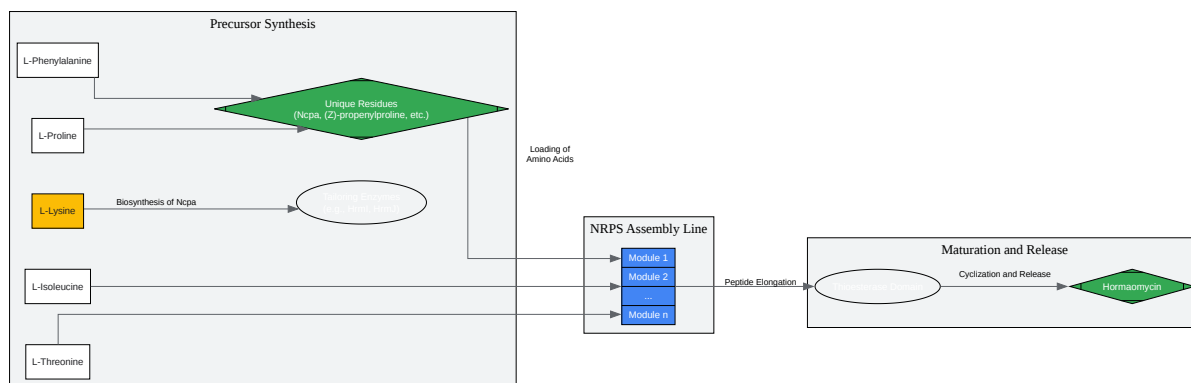 Precursor Synthesis
L-Phenylalanine
Unique Residues
(Ncpa, (Z)-propenylproline, etc.)
L-Proline
Loading of
Amino Acids
L-Lysine
Biosynthesis of Ncpa
NRPS Assembly Line
Module 1
Module 2
...
Module n
L-Isoleucine
L-Threonine
Peptide Elongation
Maturation and Release
Cyclization and Release
Hormaomycin